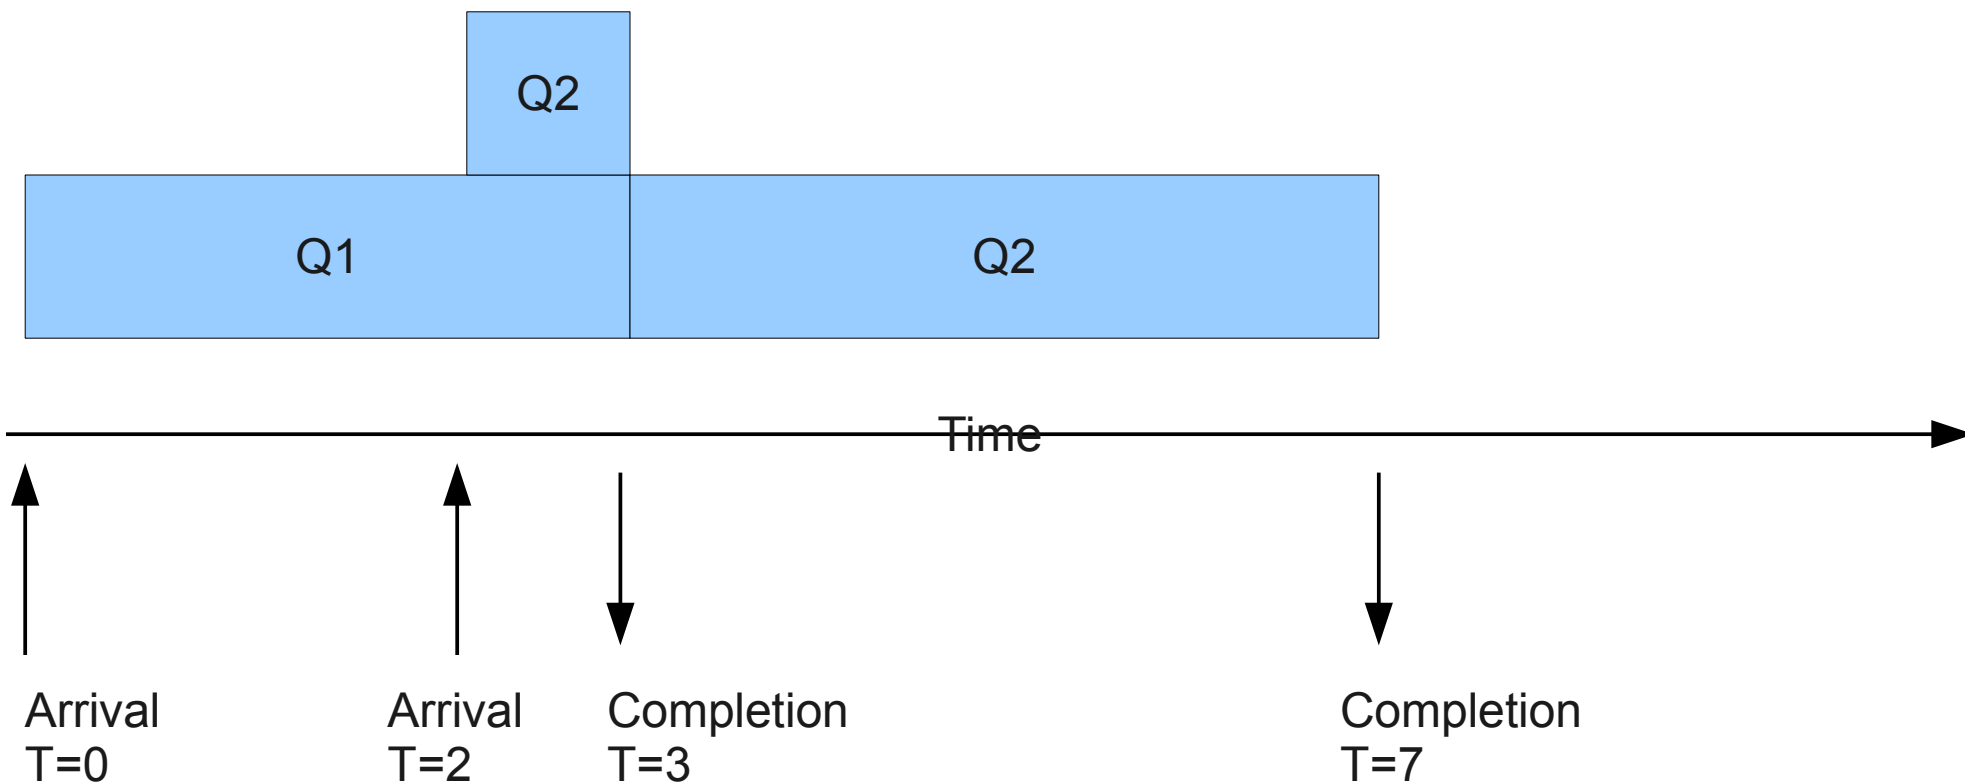 Q2
Q1
Q2
Time
Arrival
T=0
Arrival
T=2
Completion
T=3
Completion
T=7